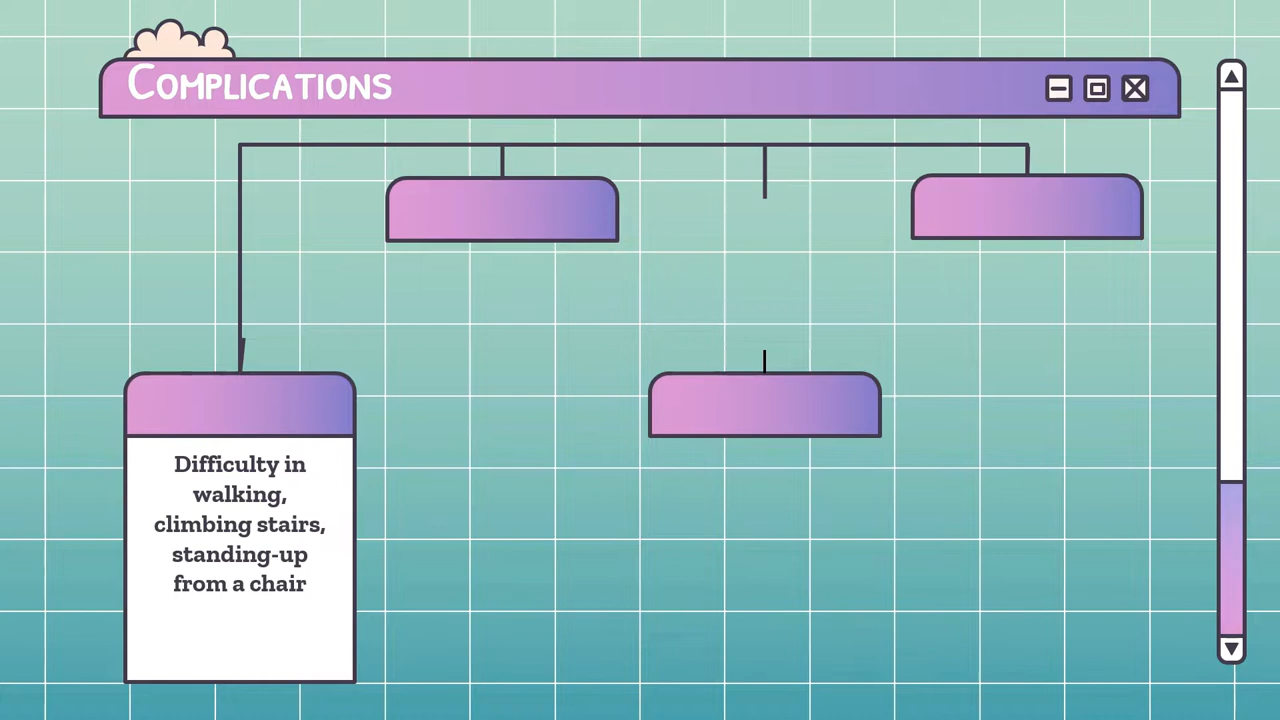 Complications
Difficulty in
walking,
climbing stairs,
standing-up
from a chair